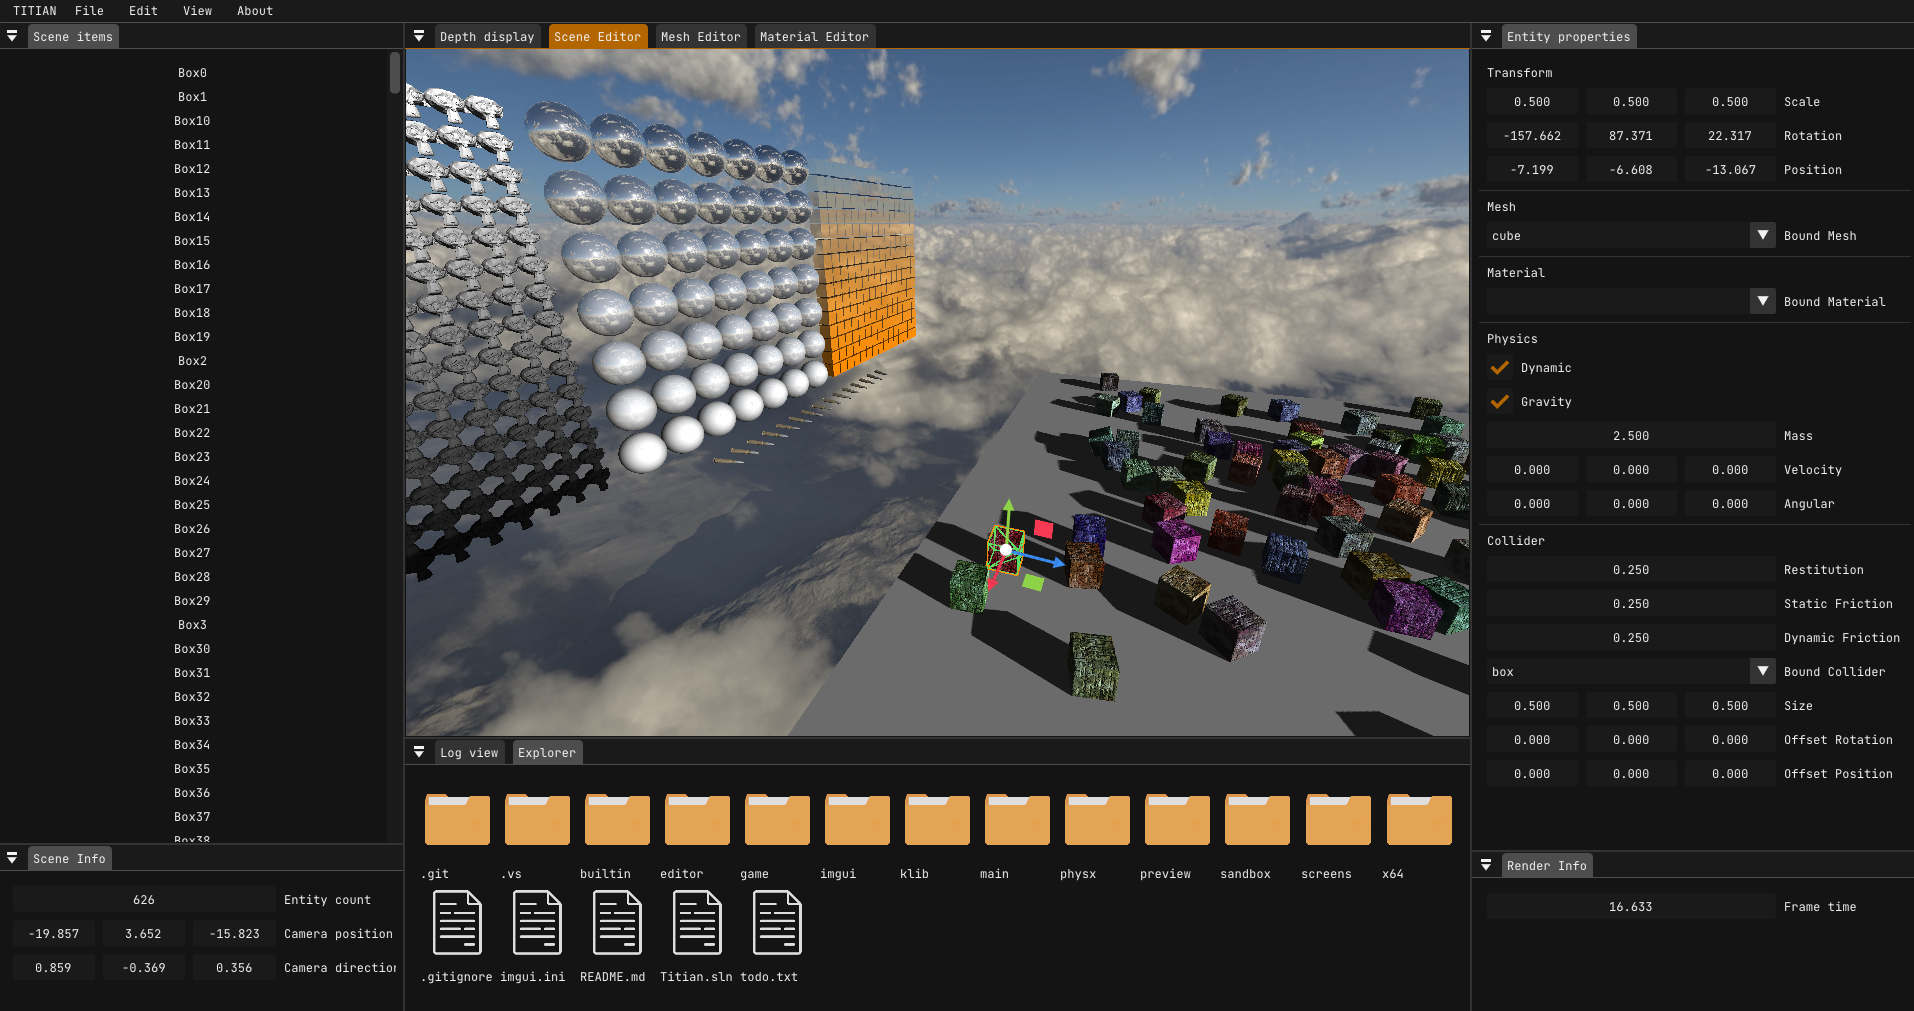 TITIAN File Edit View About
Scene items
Box0
Box1
Box10
Box11
Box12
Box13
Box14
Box15
Box16
Box17
Box18
Box19
Box2
Box20
Box21
Box22
Box23
Box24
Box25
Box26
Box27
Box28
Box29
Box3
Box30
Box31
Box32
Box33
Box34
Box35
Box36
Box37
Box38
Scene Info
626 Entity count
-19.857 3.652 -15.823 Camera position
0.859 -0.369 0.356 Camera direction
Depth display Scene Editor Mesh Editor Material Editor
Log view Explorer
.git .vs builtin editor game imgui klib main physx preview sandbox screens x64
.gitignore imgui.ini README.md Titian.sln todo.txt
Entity properties
Transform
0.500 0.500 0.500 Scale
-157.662 87.371 22.317 Rotation
-7.199 -6.608 -13.067 Position
Mesh
cube Bound Mesh
Material
Bound Material
Physics
Dynamic
Gravity
2.500 Mass
0.000 0.000 0.000 Velocity
0.000 0.000 0.000 Angular
Collider
0.250 Restitution
0.250 Static Friction
0.250 Dynamic Friction
box Bound Collider
0.500 0.500 0.500 Size
0.000 0.000 0.000 Offset Rotation
0.000 0.000 0.000 Offset Position
Render Info
16.633 Frame time